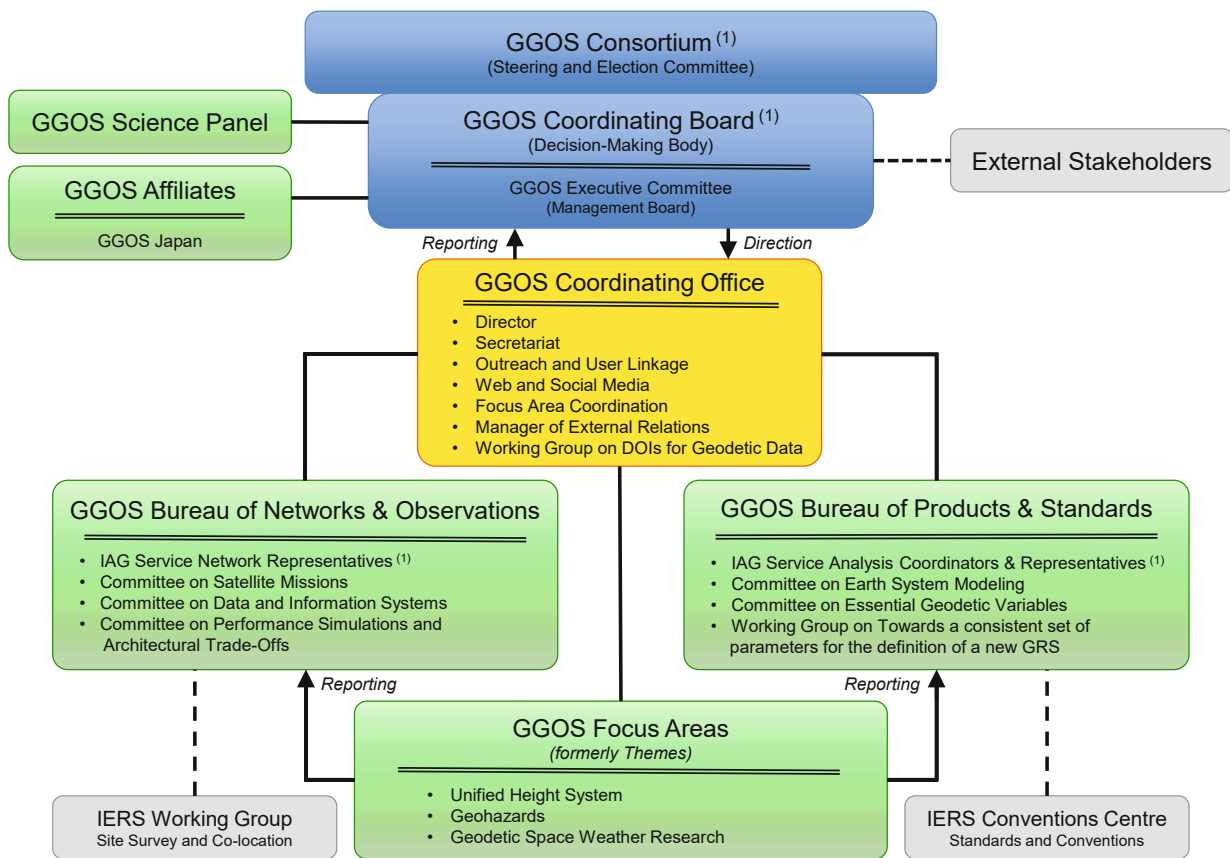 GGOS Consortium (1)
(Steering and Election Committee)
GGOS Science Panel
GGOS Coordinating Board (1)
(Decision-Making Body)
GGOS Executive Committee
(Management Board)
External Stakeholders
GGOS Affiliates
GGOS Japan
Reporting
Direction
GGOS Coordinating Office
• Director
• Secretariat
• Outreach and User Linkage
• Web and Social Media
• Focus Area Coordination
• Manager of External Relations
• Working Group on DOIs for Geodetic Data
GGOS Bureau of Networks & Observations
• IAG Service Network Representatives (1)
• Committee on Satellite Missions
• Committee on Data and Information Systems
• Committee on Performance Simulations and
Architectural Trade-Offs
GGOS Bureau of Products & Standards
• IAG Service Analysis Coordinators & Representatives (1)
• Committee on Earth System Modeling
• Committee on Essential Geodetic Variables
• Working Group on Towards a consistent set of
parameters for the definition of a new GRS
Reporting
Reporting
GGOS Focus Areas
(formerly Themes)
• Unified Height System
• Geohazards
• Geodetic Space Weather Research
IERS Working Group
Site Survey and Co-location
IERS Conventions Centre
Standards and Conventions